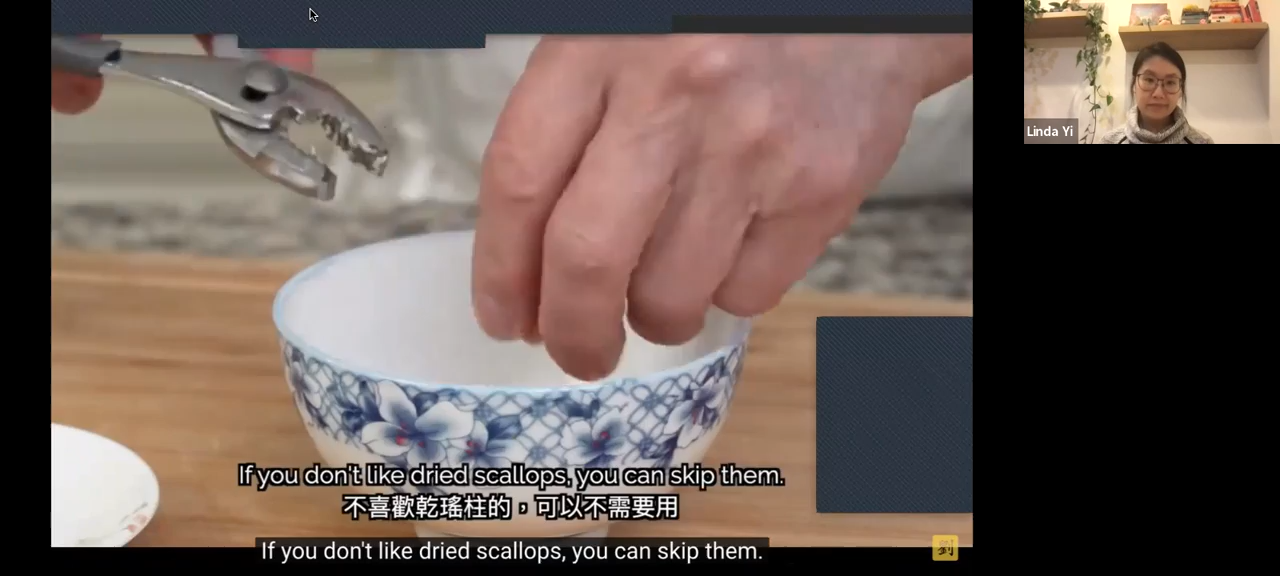 Linda Yi
If you don't like dried scallops, you can skip them.
不喜歡乾瑤柱的，可以不需要用
If you don't like dried scallops, you can skip them.
劉